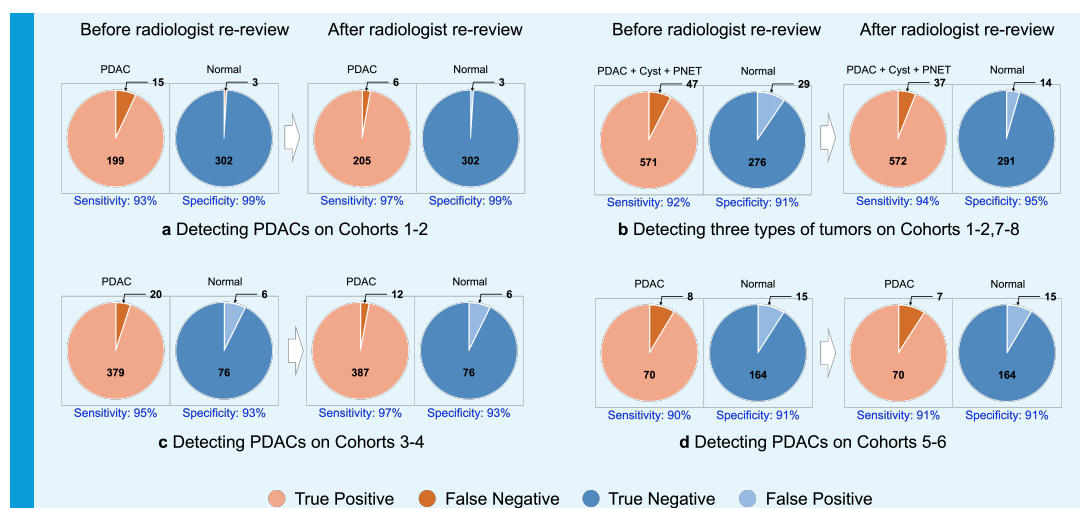 Before radiologist re-review After radiologist re-review
PDAC Normal PDAC Normal
15 3 6 3
199 302 205 302
Sensitivity: 93% Specificity: 99% Sensitivity: 97% Specificity: 99%
a Detecting PDACs on Cohorts 1-2
Before radiologist re-review After radiologist re-review
PDAC + Cyst + PNET Normal PDAC + Cyst + PNET Normal
47 29 37 14
571 276 572 291
Sensitivity: 92% Specificity: 91% Sensitivity: 94% Specificity: 95%
b Detecting three types of tumors on Cohorts 1-2,7-8
PDAC Normal PDAC Normal
20 6 12 6
379 76 387 76
Sensitivity: 95% Specificity: 93% Sensitivity: 97% Specificity: 93%
c Detecting PDACs on Cohorts 3-4
PDAC Normal PDAC Normal
8 15 7 15
70 164 70 164
Sensitivity: 90% Specificity: 91% Sensitivity: 91% Specificity: 91%
d Detecting PDACs on Cohorts 5-6
True Positive False Negative True Negative False Positive